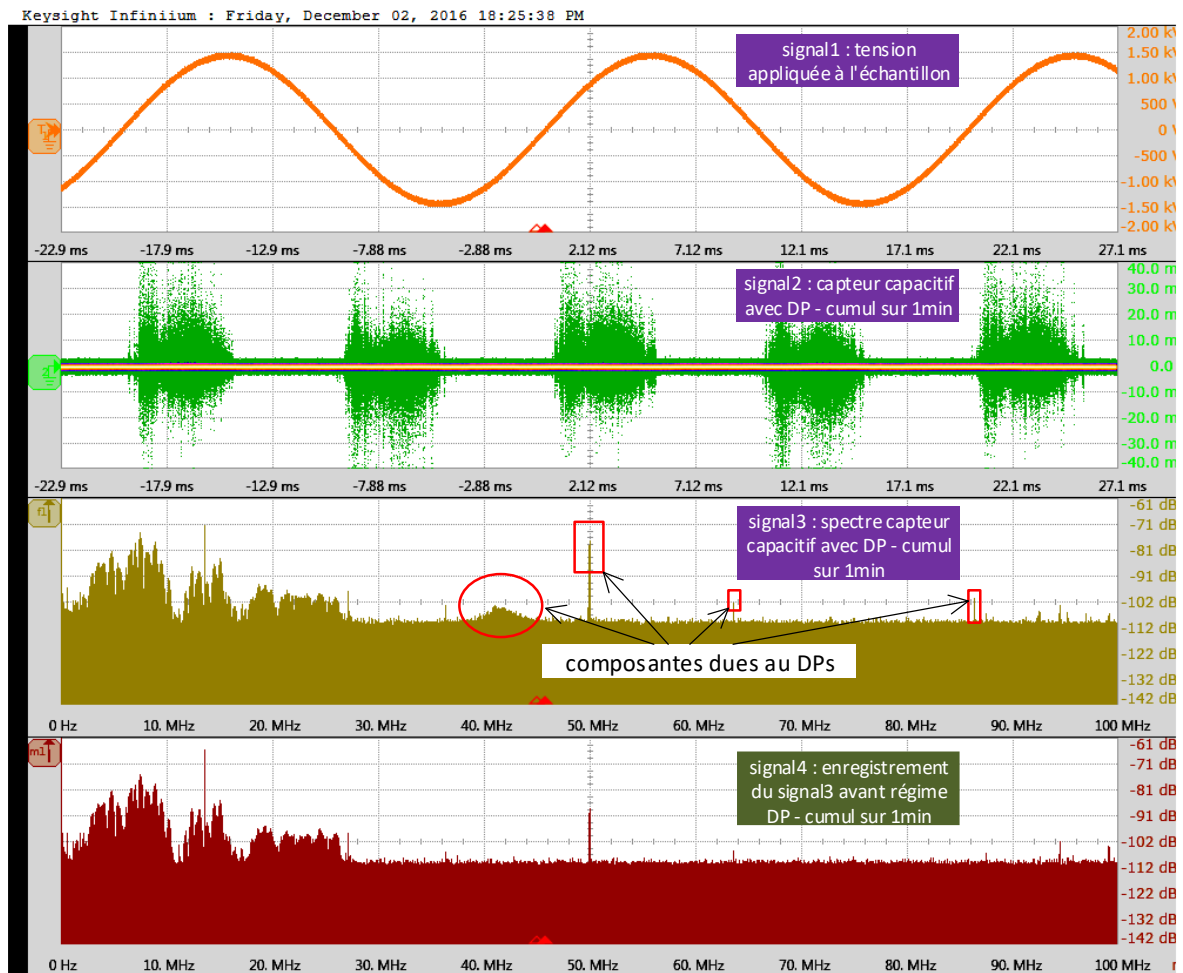 Keysight Infiniium : Friday, December 02, 2016 18:25:38 PM
signal1 : tension
appliquée à l'échantillon
2.00 kV
1.50 kV
1.00 kV
500 V
0 V
-500 V
-1.00 kV
-1.50 kV
-2.00 kV
-22.9 ms -17.9 ms -12.9 ms -7.88 ms -2.88 ms 2.12 ms 7.12 ms 12.1 ms 17.1 ms 22.1 ms 27.1 ms
signal2 : capteur capacitif
avec DP - cumul sur 1min
40.0 m
30.0 m
20.0 m
10.0 m
0.0
-10.0 m
-20.0 m
-30.0 m
-40.0 m
-22.9 ms -17.9 ms -12.9 ms -7.88 ms -2.88 ms 2.12 ms 7.12 ms 12.1 ms 17.1 ms 22.1 ms 27.1 ms
f1
signal3 : spectre capteur
capacitif avec DP - cumul
sur 1min
-61 dB
-71 dB
-81 dB
-91 dB
-102 dB
-112 dB
-122 dB
-132 dB
-142 dB
composantes dues au DPs
0 Hz 10. MHz 20. MHz 30. MHz 40. MHz 50. MHz 60. MHz 70. MHz 80. MHz 90. MHz 100 MHz
m1
signal4 : enregistrement
du signal3 avant régime
DP - cumul sur 1min
-61 dB
-71 dB
-81 dB
-91 dB
-102 dB
-112 dB
-122 dB
-132 dB
-142 dB
0 Hz 10. MHz 20. MHz 30. MHz 40. MHz 50. MHz 60. MHz 70. MHz 80. MHz 90. MHz 100 MHz